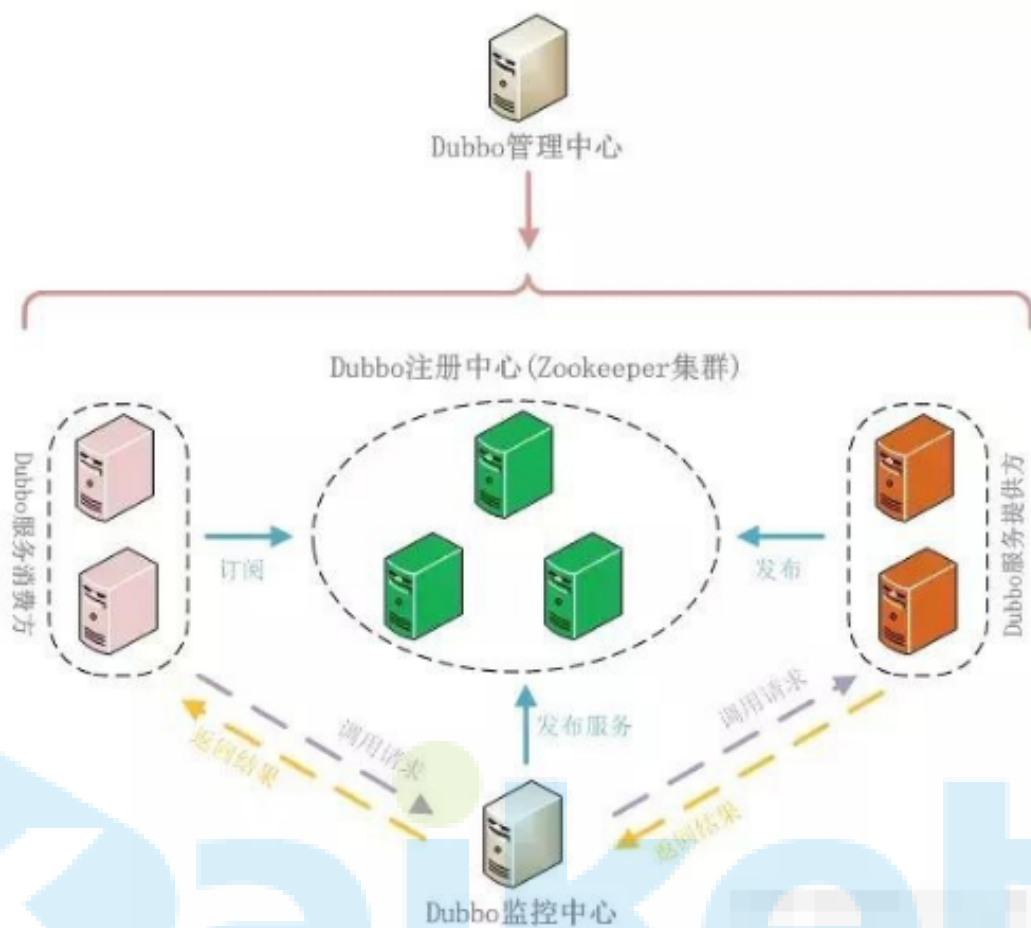 Dubbo管理中心
Dubbo注册中心(Zookeeper集群)
Dubbo服务消费方
订阅
发布
Dubbo服务提供方
调用请求
返回结果
发布服务
调用请求
返回结果
Dubbo监控中心